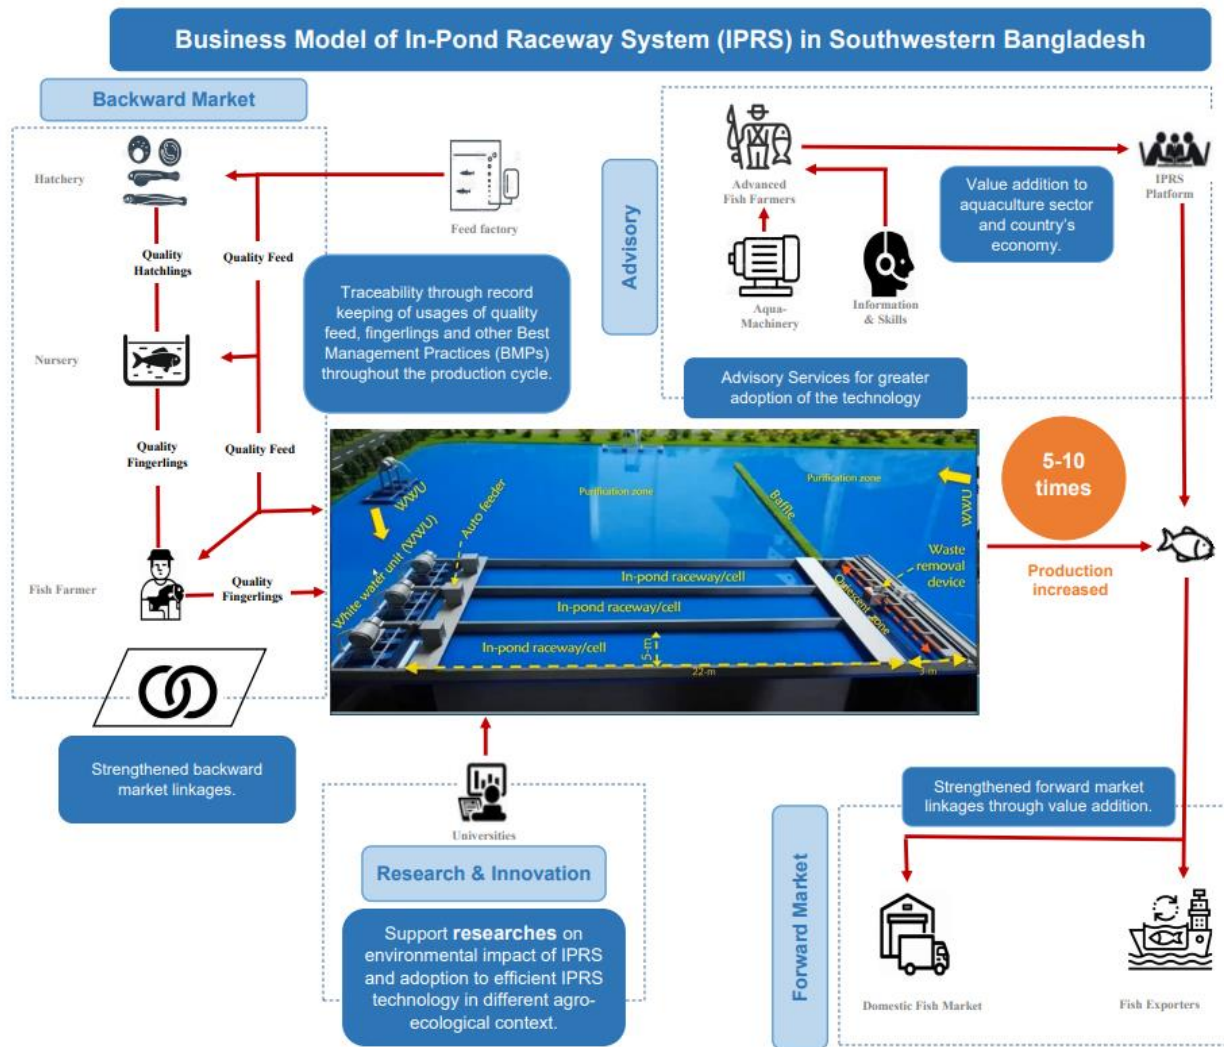 Business Model of In-Pond Raceway System (IPRS) in Southwestern Bangladesh
Backward Market
Hatchery
Quality
Hatchlings
Quality Feed
Feed factory
Nursery
Quality
Fingerlings
Quality Feed
Fish Farmer
Quality
Fingerlings
Strengthened backward
market linkages.
Traceability through record
keeping of usages of quality
feed, fingerlings and other Best
Management Practices (BMPs)
throughout the production cycle.
Advisory
Advanced
Fish Farmers
Aqua-
Machinery
Information
& Skills
Value addition to
aquaculture sector
and country's
economy.
IPRS
Platform
Advisory Services for greater
adoption of the technology
WWU
White water unit (WWU)
Auto feeder
Purification zone
Baffle
Purification zone
WWU
Waste
removal
device
Quiescent zone
In-pond raceway/cell
In-pond raceway/cell
In-pond raceway/cell
5-m
22-m
3-m
5-10
times
Production
increased
Universities
Research & Innovation
Support researches on
environmental impact of IPRS
and adoption to efficient IPRS
technology in different agro-
ecological context.
Forward Market
Strengthened forward market
linkages through value addition.
Domestic Fish Market
Fish Exporters